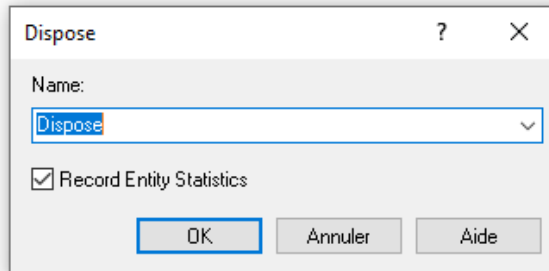 Dispose ?
Name:
Dispose
Record Entity Statistics
OK Annuler Aide